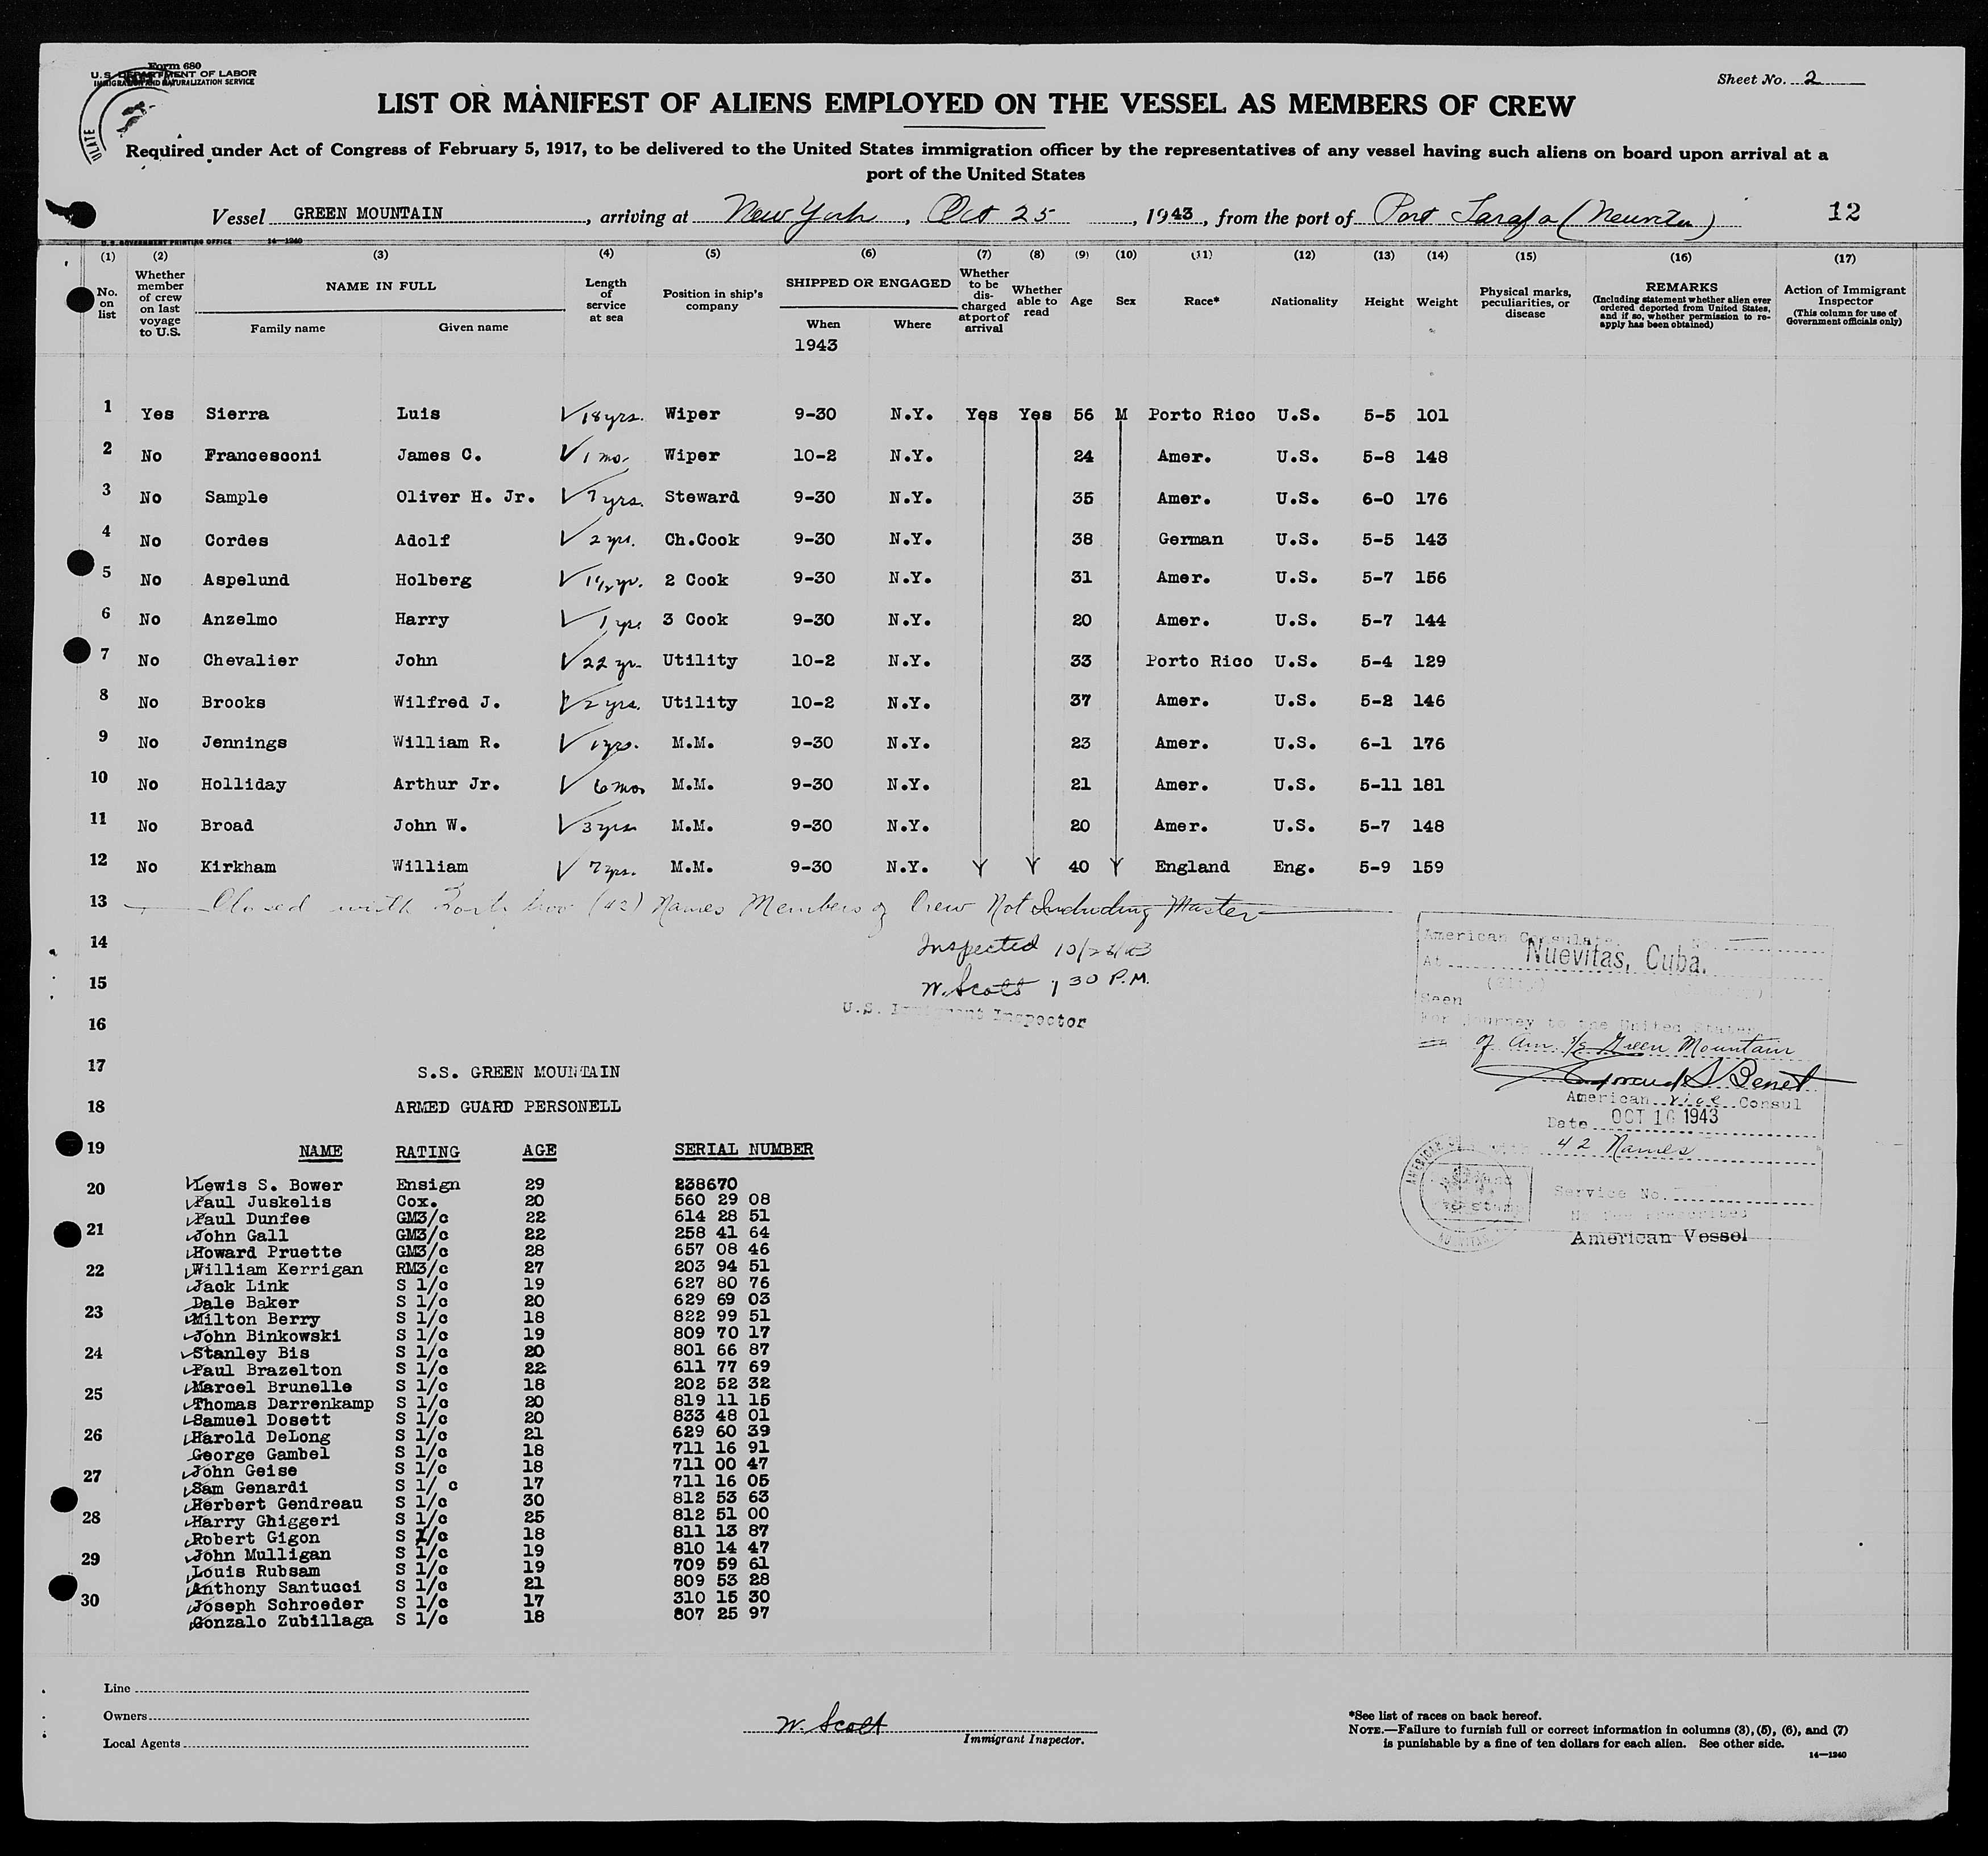 Form 680
U.S. DEPARTMENT OF LABOR
IMMIGRATION AND NATURALIZATION SERVICE
ULATE
Sheet No. 2
LIST OR MANIFEST OF ALIENS EMPLOYED ON THE VESSEL AS MEMBERS OF CREW
Required under Act of Congress of February 5, 1917, to be delivered to the United States immigration officer by the representatives of any vessel having such aliens on board upon arrival at a
port of the United States
Vessel GREEN MOUNTAIN, arriving at New York, Oct 25, 1943, from the port of Port Tarafa (Nuevitas) 12
U.S. GOVERNMENT PRINTING OFFICE 14—1240
(1) (2) (3) (4) (5) (6) (7) (8) (9) (10) (11) (12) (13) (14) (15) (16) (17)
No. on list
Whether member of crew on last voyage to U.S.
NAME IN FULL
Family name Given name
Length of service at sea
Position in ship's company
SHIPPED OR ENGAGED
When Where
1943
Whether to be discharged at port of arrival
Whether able to read
Age
Sex
Race*
Nationality
Height
Weight
Physical marks, peculiarities, or disease
REMARKS
(Including statement whether alien ever ordered deported from United States, and if so, whether permission to re-apply has been obtained)
Action of Immigrant Inspector
(This column for use of Government officials only)
1 Yes Sierra Luis ✓ 18 yrs. Wiper 9-30 N.Y. Yes Yes 56 M Porto Rico U.S. 5-5 101
2 No Francesconi James C. ✓ 1 mo. Wiper 10-2 N.Y. 24 Amer. U.S. 5-8 148
3 No Sample Oliver H. Jr. ✓ 7 yrs. Steward 9-30 N.Y. 35 Amer. U.S. 6-0 176
4 No Cordes Adolf ✓ 2 yrs. Ch.Cook 9-30 N.Y. 38 German U.S. 5-5 143
5 No Aspelund Holberg ✓ 1½ yr. 2 Cook 9-30 N.Y. 31 Amer. U.S. 5-7 156
6 No Anzelmo Harry ✓ 1 yrs 3 Cook 9-30 N.Y. 20 Amer. U.S. 5-7 144
7 No Chevalier John ✓ 22 yr. Utility 10-2 N.Y. 33 Porto Rico U.S. 5-4 129
8 No Brooks Wilfred J. ✓ 2 yrs. Utility 10-2 N.Y. 37 Amer. U.S. 5-2 146
9 No Jennings William R. ✓ 1 yrs. M.M. 9-30 N.Y. 23 Amer. U.S. 6-1 176
10 No Holliday Arthur Jr. ✓ 6 mos M.M. 9-30 N.Y. 21 Amer. U.S. 5-11 181
11 No Broad John W. ✓ 3 yrs M.M. 9-30 N.Y. 20 Amer. U.S. 5-7 148
12 No Kirkham William ✓ 7 yrs. M.M. 9-30 N.Y. 40 England Eng. 5-9 159
13 Closed with Forty two (42) Names Members of Crew Not Including Master
14 Inspected
15 W. Scott 30 P.M.
16 U.S. Immigrant Inspector
American Consulate. No.
At Nuevitas, Cuba.
Seen
For journey to the United States
of Am. S/S Green Mountain
American vice Consul
Date OCT 16 1943
with 42 Names
Service No.
No Fee Prescribed
American Vessel
17 S.S. GREEN MOUNTAIN
18 ARMED GUARD PERSONELL
19 NAME RATING AGE SERIAL NUMBER
20
Lewis S. Bower Ensign 29 238670
Paul Juskelis Cox. 20 560 29 08
Paul Dunfee GM3/c 22 614 28 51
21
John Gall GM3/c 22 258 41 64
Howard Pruette GM3/c 28 657 08 46
22
William Kerrigan RM3/c 27 203 94 51
Jack Link S 1/c 19 627 80 76
Dale Baker S 1/c 20 629 69 03
23
Milton Berry S 1/c 18 822 99 51
John Binkowski S 1/c 19 809 70 17
24
Stanley Bis S 1/c 20 801 66 87
Paul Brazelton S 1/c 22 611 77 69
Marcel Brunelle S 1/c 18 202 52 32
25
Thomas Darrenkamp S 1/c 20 819 11 15
Samuel Dosett S 1/c 20 833 48 01
26
Harold DeLong S 1/c 21 629 60 39
George Gambel S 1/c 18 711 16 91
John Geise S 1/c 18 711 00 47
27
Sam Genardi S 1/ c 17 711 16 05
Herbert Gendreau S 1/c 30 812 53 63
28
Harry Ghiggeri S 1/c 25 812 51 00
Robert Gigon S 1/c 18 811 13 87
John Mulligan S 1/c 19 810 14 47
29
Louis Rubsam S 1/c 19 709 59 61
Anthony Santucci S 1/c 21 809 53 28
30
Joseph Schroeder S 1/c 17 310 15 30
Gonzalo Zubillaga S 1/c 18 807 25 97
Line
Owners
Local Agents
W. Scott
Immigrant Inspector.
*See list of races on back hereof.
NOTE.—Failure to furnish full or correct information in columns (3), (5), (6), and (7)
is punishable by a fine of ten dollars for each alien. See other side.
14—1240